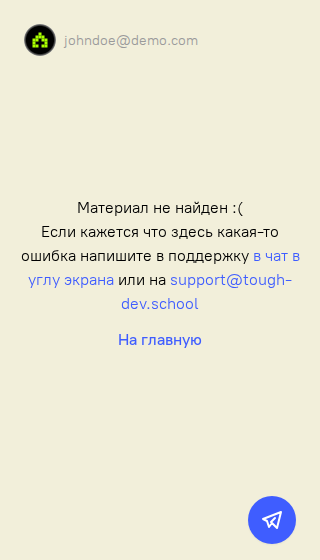 johndoe@demo.com
Материал не найден :(
Если кажется что здесь какая-то
ошибка напишите в поддержку в чат в
углу экрана или на support@tough-
dev.school
На главную